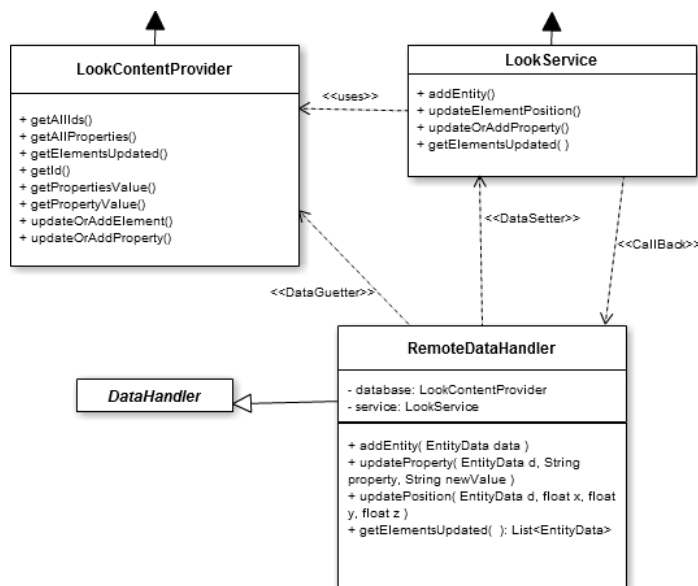 LookContentProvider
+ getAllIds()
+ getAllProperties()
+ getElementsUpdated()
+ getId()
+ getPropertiesValue()
+ getPropertyValue()
+ updateOrAddElement()
+ updateOrAddProperty()
<<uses>>
LookService
+ addEntity()
+ updateElementPosition()
+ updateOrAddProperty()
+ getElementsUpdated( )
<<DataSetter>>
<<CallBack>>
<<DataGuetter>>
DataHandler
RemoteDataHandler
- database: LookContentProvider
- service: LookService
+ addEntity( EntityData data )
+ updateProperty( EntityData d, String
property, String newValue )
+ updatePosition( EntityData d, float x, float
y, float z )
+ getElementsUpdated(  ): List<EntityData>